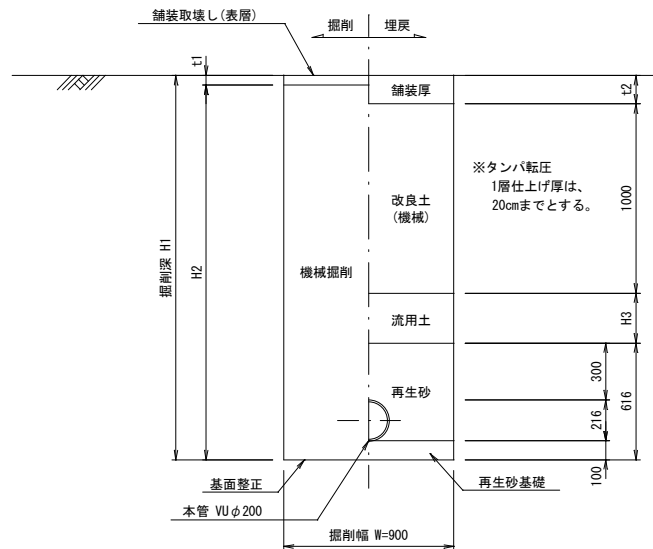 舗装取壊し(表層)
掘削 埋戻
t1
t2
舗装厚
※タンパ転圧
1層仕上げ厚は、
20cmまでとする。
改良土
(機械)
1000
掘削深 H1
H2
機械掘削
流用土
H3
再生砂
300
616
216
100
基面整正
再生砂基礎
本管 VUφ200
掘削幅 W=900